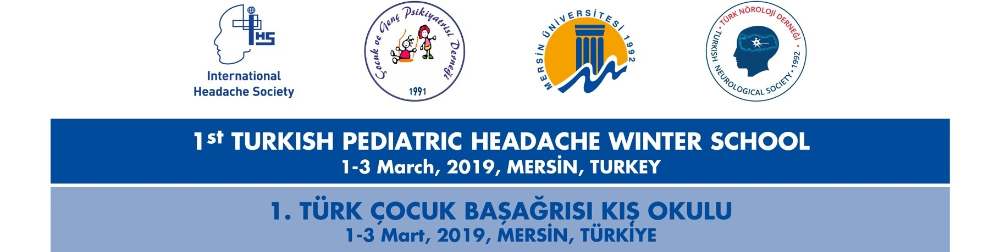 IHS
International
Headache Society
Çocuk ve Genç Psikiyatrisi Derneği
1991
MERSİN ÜNİVERSİTESİ 1992
• TÜRK NÖROLOJİ DERNEĞİ •
TURKISH NEUROLOGICAL SOCIETY • 1992
1st TURKISH PEDIATRIC HEADACHE WINTER SCHOOL
1-3 March, 2019, MERSİN, TURKEY
1. TÜRK ÇOCUK BAŞAĞRISI KIŞ OKULU
1-3 Mart, 2019, MERSİN, TÜRKİYE